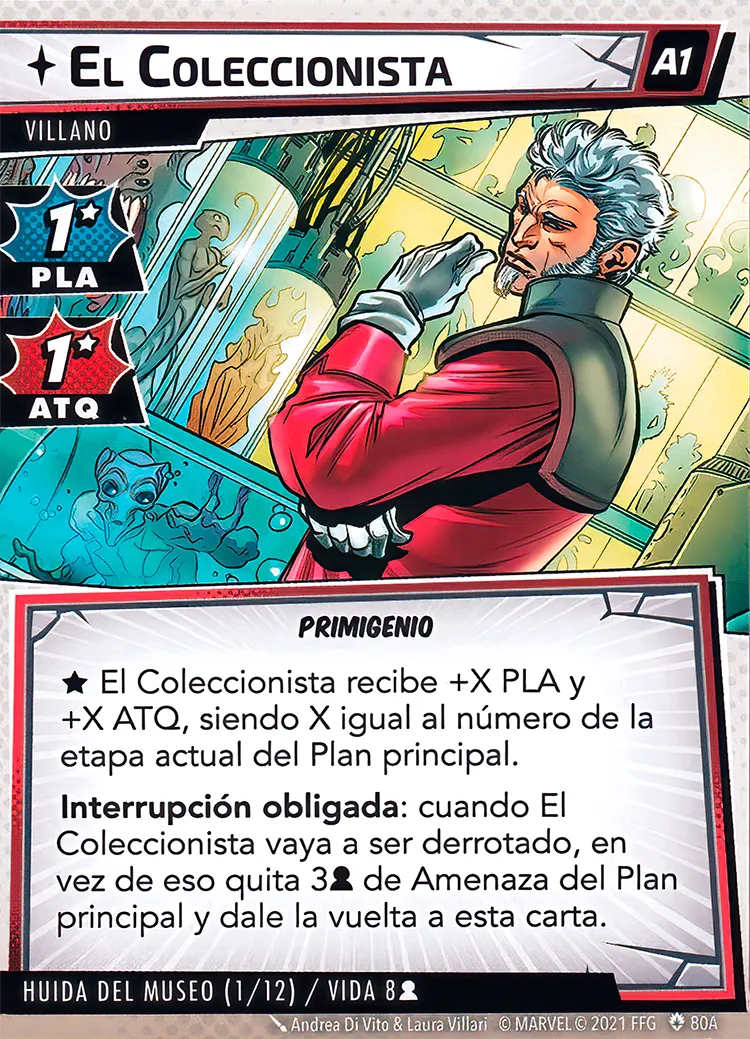 EL COLECCIONISTA
A1
VILLANO
1★
PLA
1★
ATQ
PRIMIGENIO
★ El Coleccionista recibe +X PLA y
+X ATQ, siendo X igual al número de la
etapa actual del Plan principal.
Interrupción obligada: cuando El
Coleccionista vaya a ser derrotado, en
vez de eso quita 3 de Amenaza del Plan
principal y dale la vuelta a esta carta.
HUIDA DEL MUSEO (1/12) / VIDA 8
Andrea Di Vito & Laura Villari © MARVEL © 2021 FFG 80A